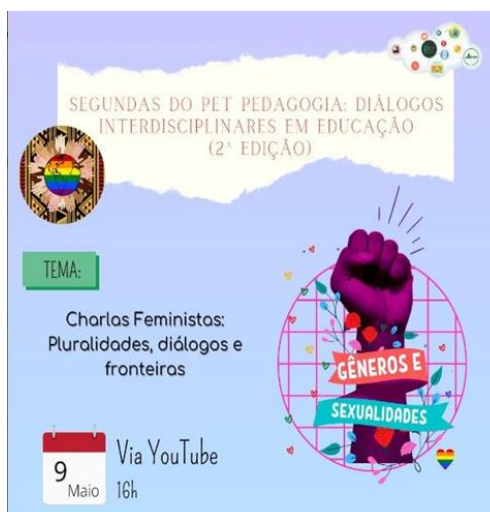 SEGUNDAS DO PET PEDAGOGIA: DIÁLOGOS
INTERDISCIPLINARES EM EDUCAÇÃO
(2ª EDIÇÃO)
TEMA:
Charlas Feministas:
Pluralidades, diálogos e
fronteiras
GÊNEROS E
SEXUALIDADES
9
Maio
Via YouTube
16h